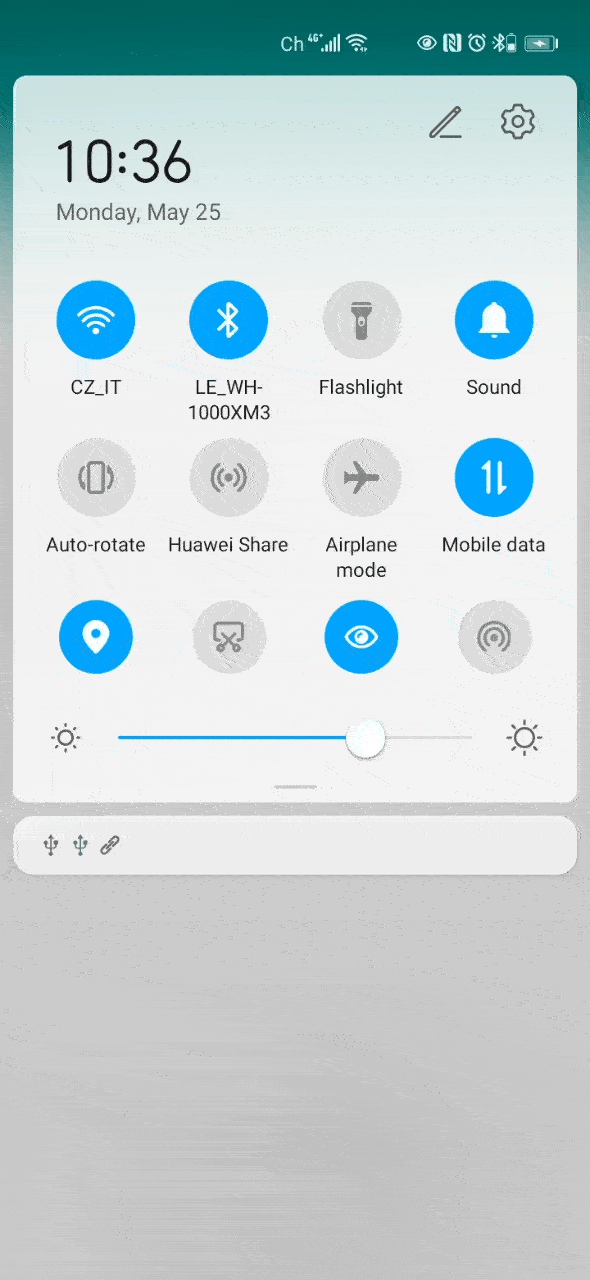 Ch 4G+
10:36
Monday, May 25
CZ_IT
LE_WH-
1000XM3
Flashlight
Sound
Auto-rotate
Huawei Share
Airplane
mode
Mobile data